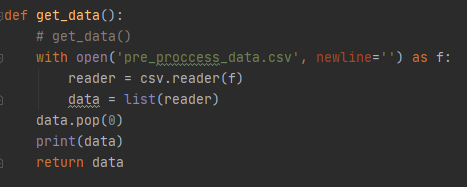 def get_data():
    # get_data()
    with open('pre_proccess_data.csv', newline='') as f:
        reader = csv.reader(f)
        data = list(reader)
    data.pop(0)
    print(data)
    return data